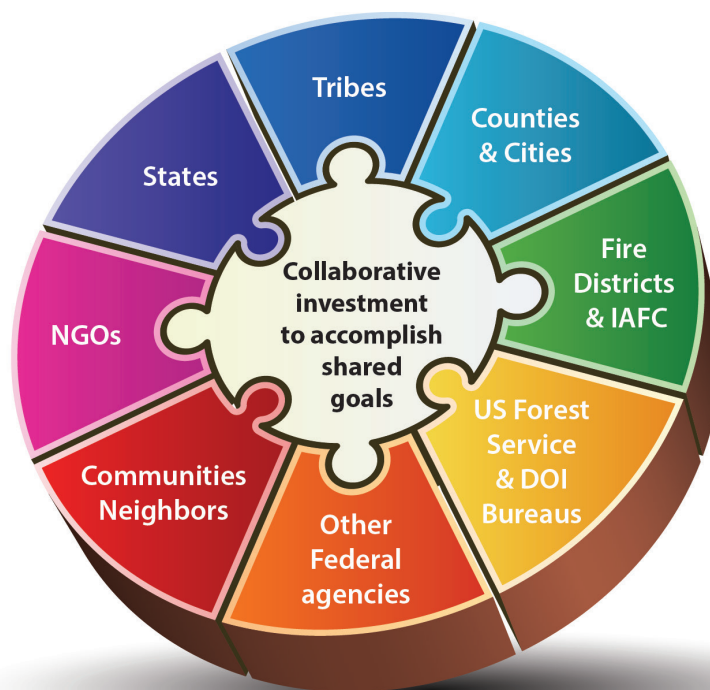 Tribes
Counties
& Cities
Fire
Districts
& IAFC
US Forest
Service
& DOI
Bureaus
Other
Federal
agencies
Communities
Neighbors
NGOs
States
Collaborative
investment
to accomplish
shared
goals